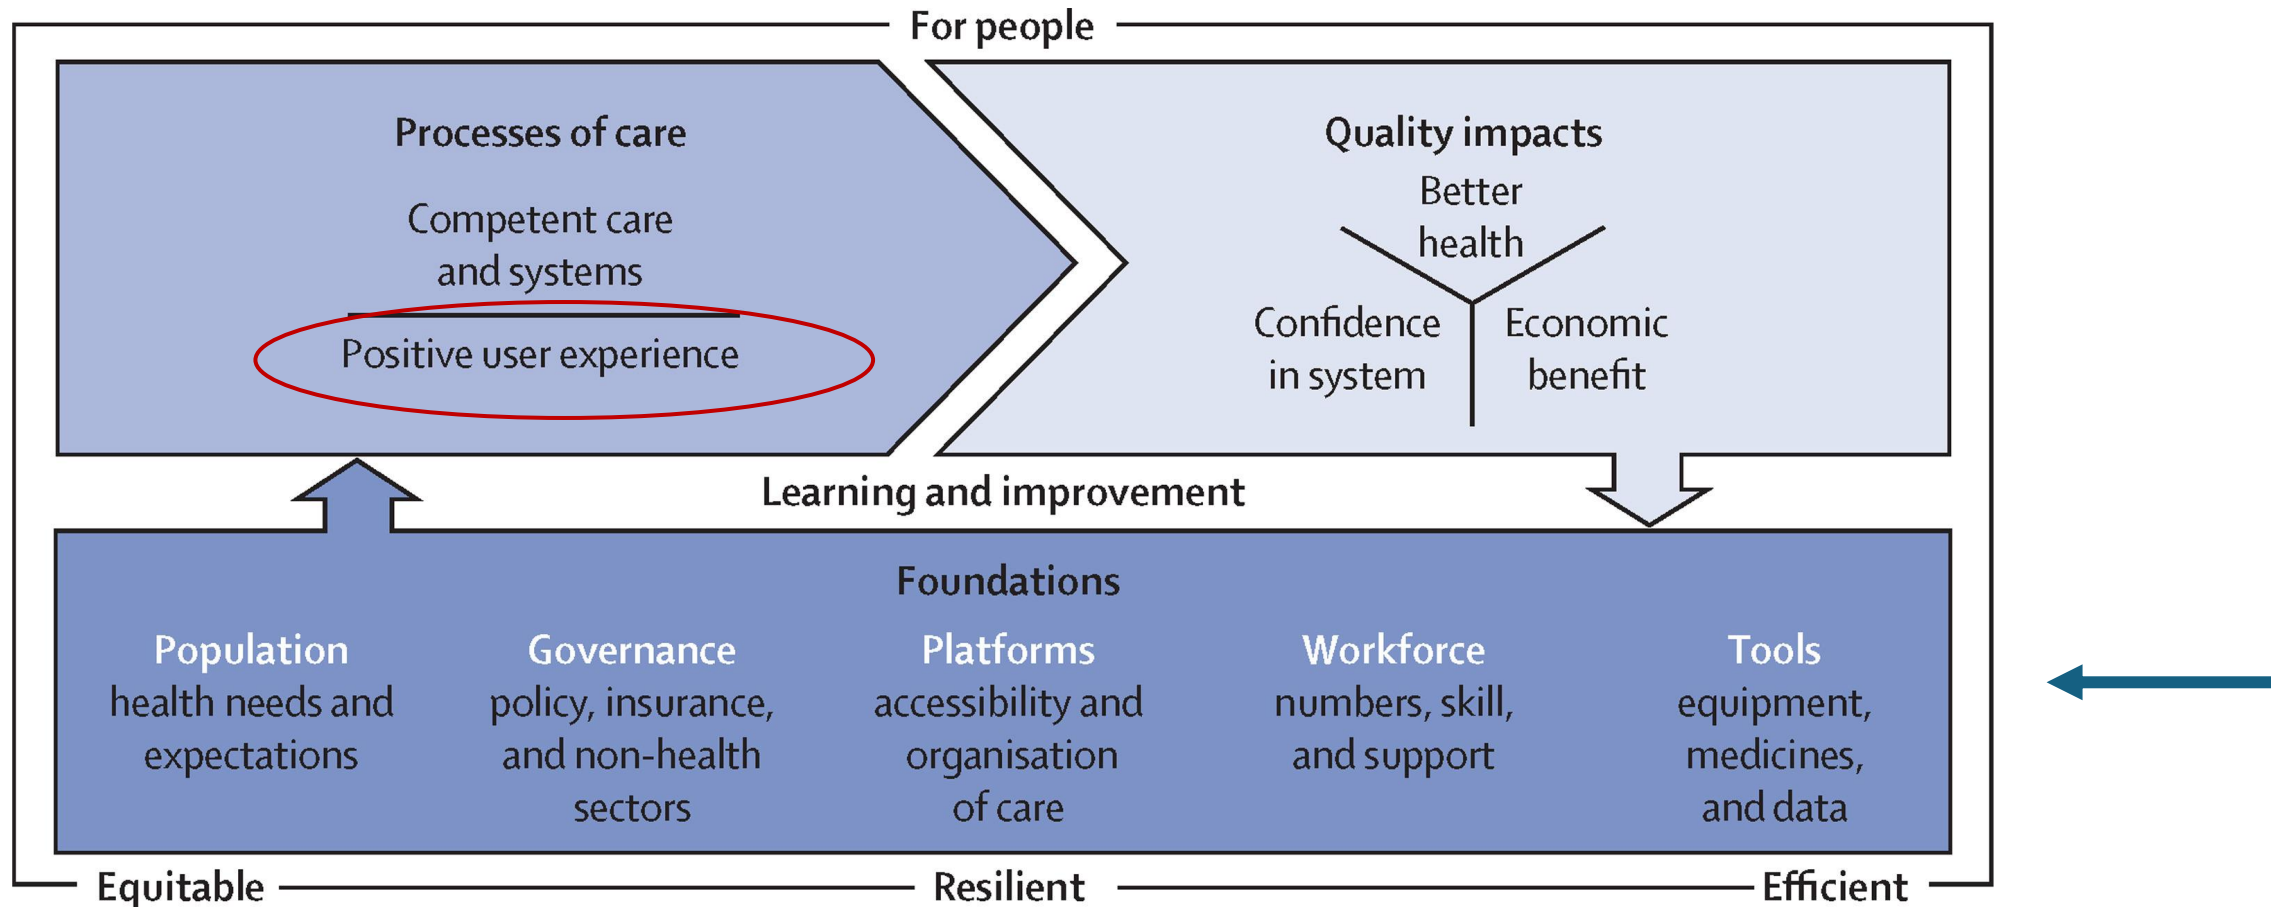 For people
Processes of care
Competent care
and systems
Positive user experience
Quality impacts
Better
health
Confidence
in system
Economic
benefit
Learning and improvement
Foundations
Population
health needs and
expectations
Governance
policy, insurance,
and non-health
sectors
Platforms
accessibility and
organisation
of care
Workforce
numbers, skill,
and support
Tools
equipment,
medicines,
and data
Equitable
Resilient
Efficient